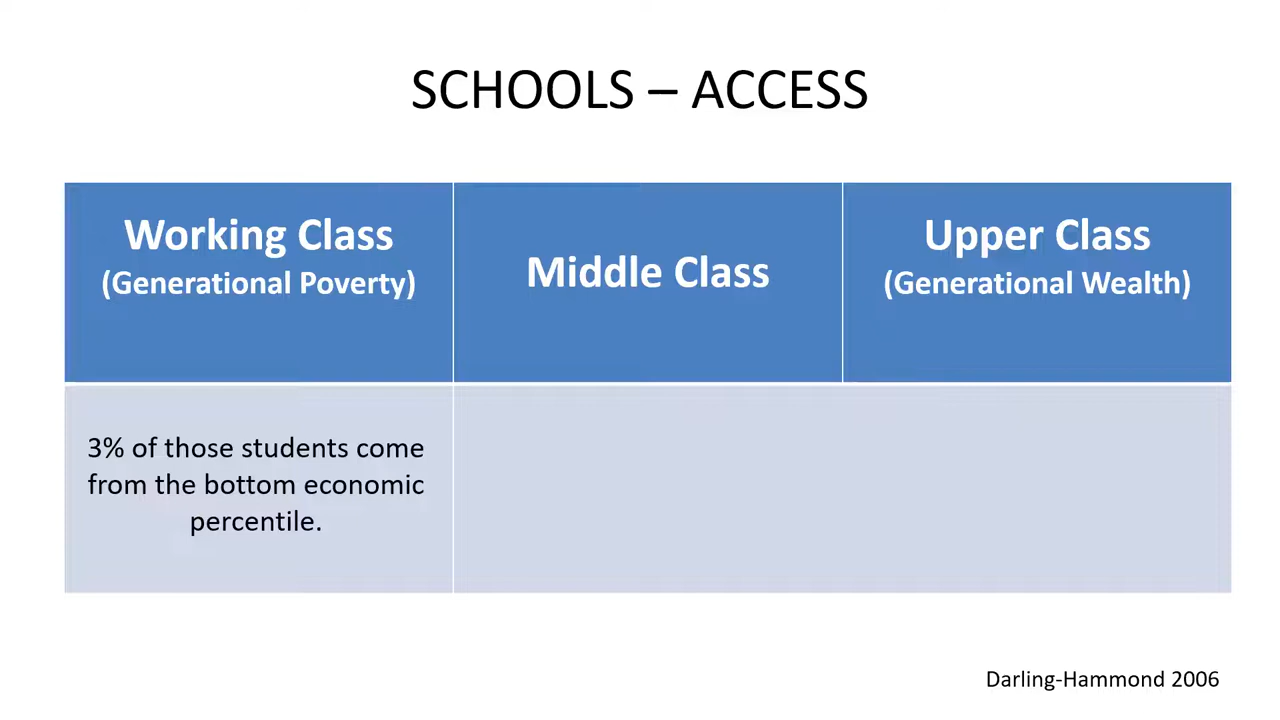 SCHOOLS – ACCESS
Working Class
(Generational Poverty)
Middle Class
Upper Class
(Generational Wealth)
3% of those students come
from the bottom economic
percentile.
Darling-Hammond 2006